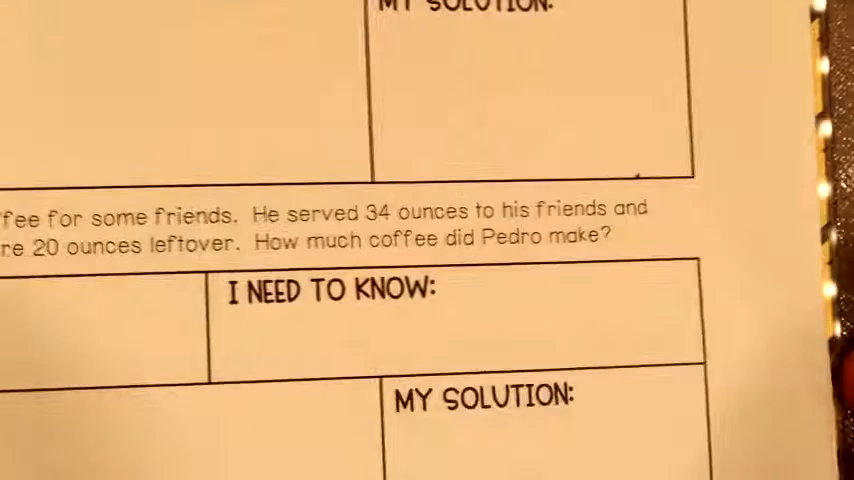 MY SOLUTION:
fee for some friends. He served 34 ounces to his friends and
re 20 ounces leftover. How much coffee did Pedro make?
I NEED TO KNOW:
MY SOLUTION: